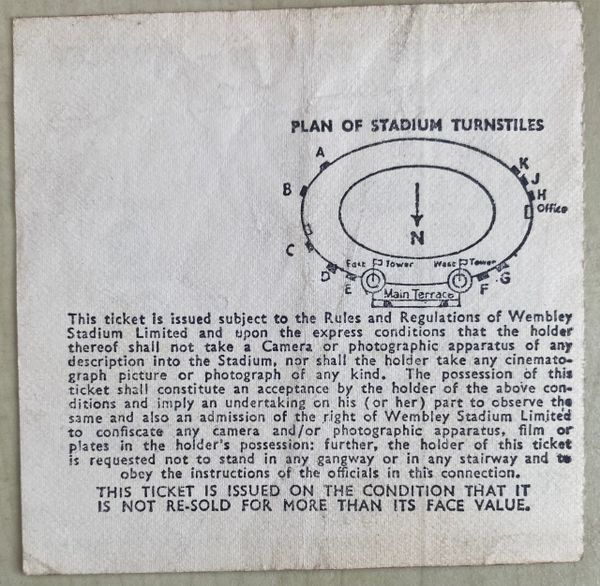 PLAN OF STADIUM TURNSTILES
A
K
J
B
H
Office
N
C
East Tower
West Tower
D
E
F
G
Main Terrace
This ticket is issued subject to the Rules and Regulations of Wembley
Stadium Limited and upon the express conditions that the holder
thereof shall not take a Camera or photographic apparatus of any
description into the Stadium, nor shall the holder take any cinemato-
graph picture or photograph of any kind. The possession of this
ticket shall constitute an acceptance by the holder of the above con-
ditions and imply an undertaking on his (or her) part to observe the
same and also an admission of the right of Wembley Stadium Limited
to confiscate any camera and/or photographic apparatus, film or
plates in the holder's possession: further, the holder of this ticket
is requested not to stand in any gangway or in any stairway and to
obey the instructions of the officials in this connection.
THIS TICKET IS ISSUED ON THE CONDITION THAT IT
IS NOT RE-SOLD FOR MORE THAN ITS FACE VALUE.